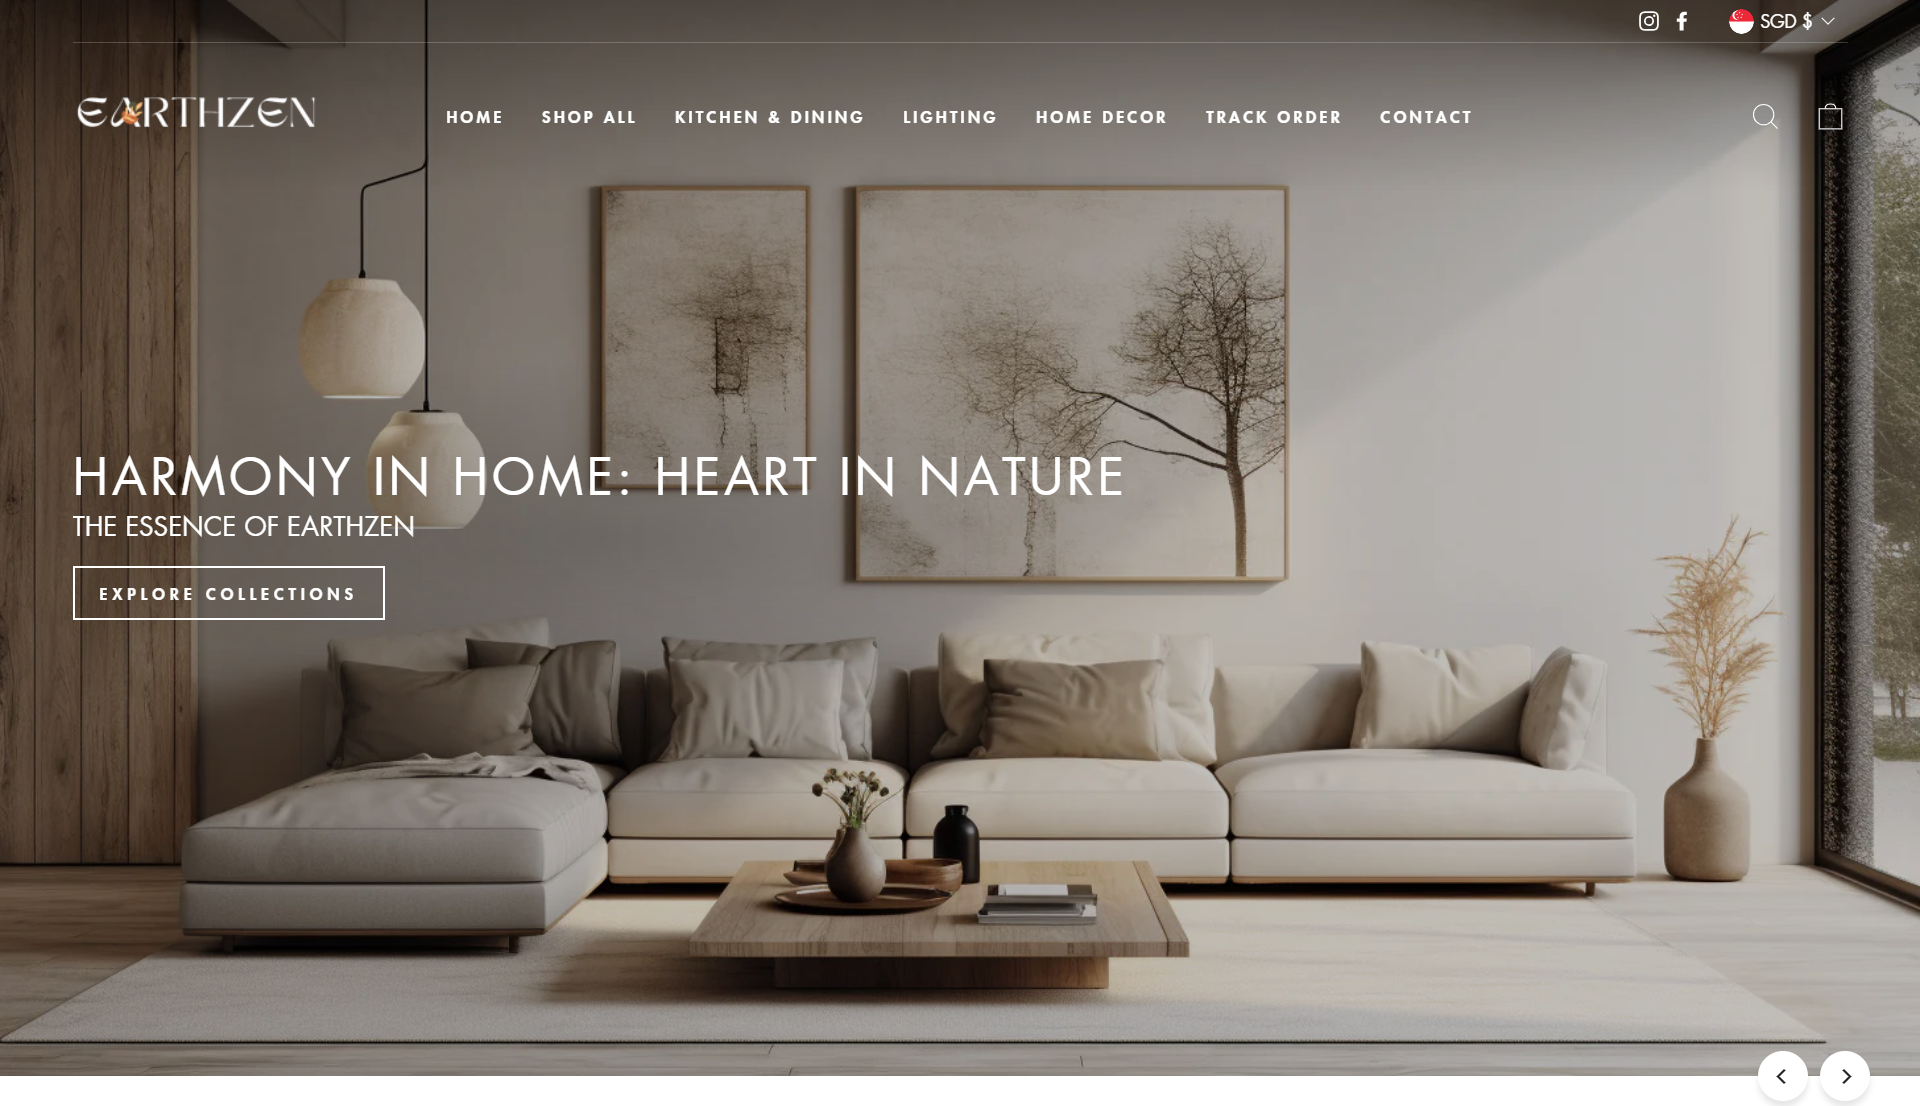 SGD $
EARTHZEN
HOME SHOP ALL KITCHEN & DINING LIGHTING HOME DECOR TRACK ORDER CONTACT
HARMONY IN HOME: HEART IN NATURE
THE ESSENCE OF EARTHZEN
EXPLORE COLLECTIONS